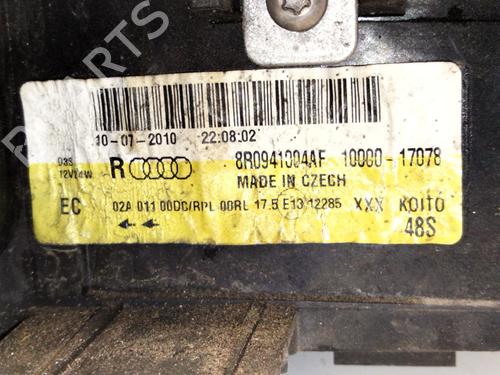 PARTS
10-07-2010 22:08:02
D3S R 8R0941004AF 10000-17078
12V
MADE IN CZECH
EC 02A 011 00DC/RPL 00RL 17.5 E13 12285 XXX KOITO
48S